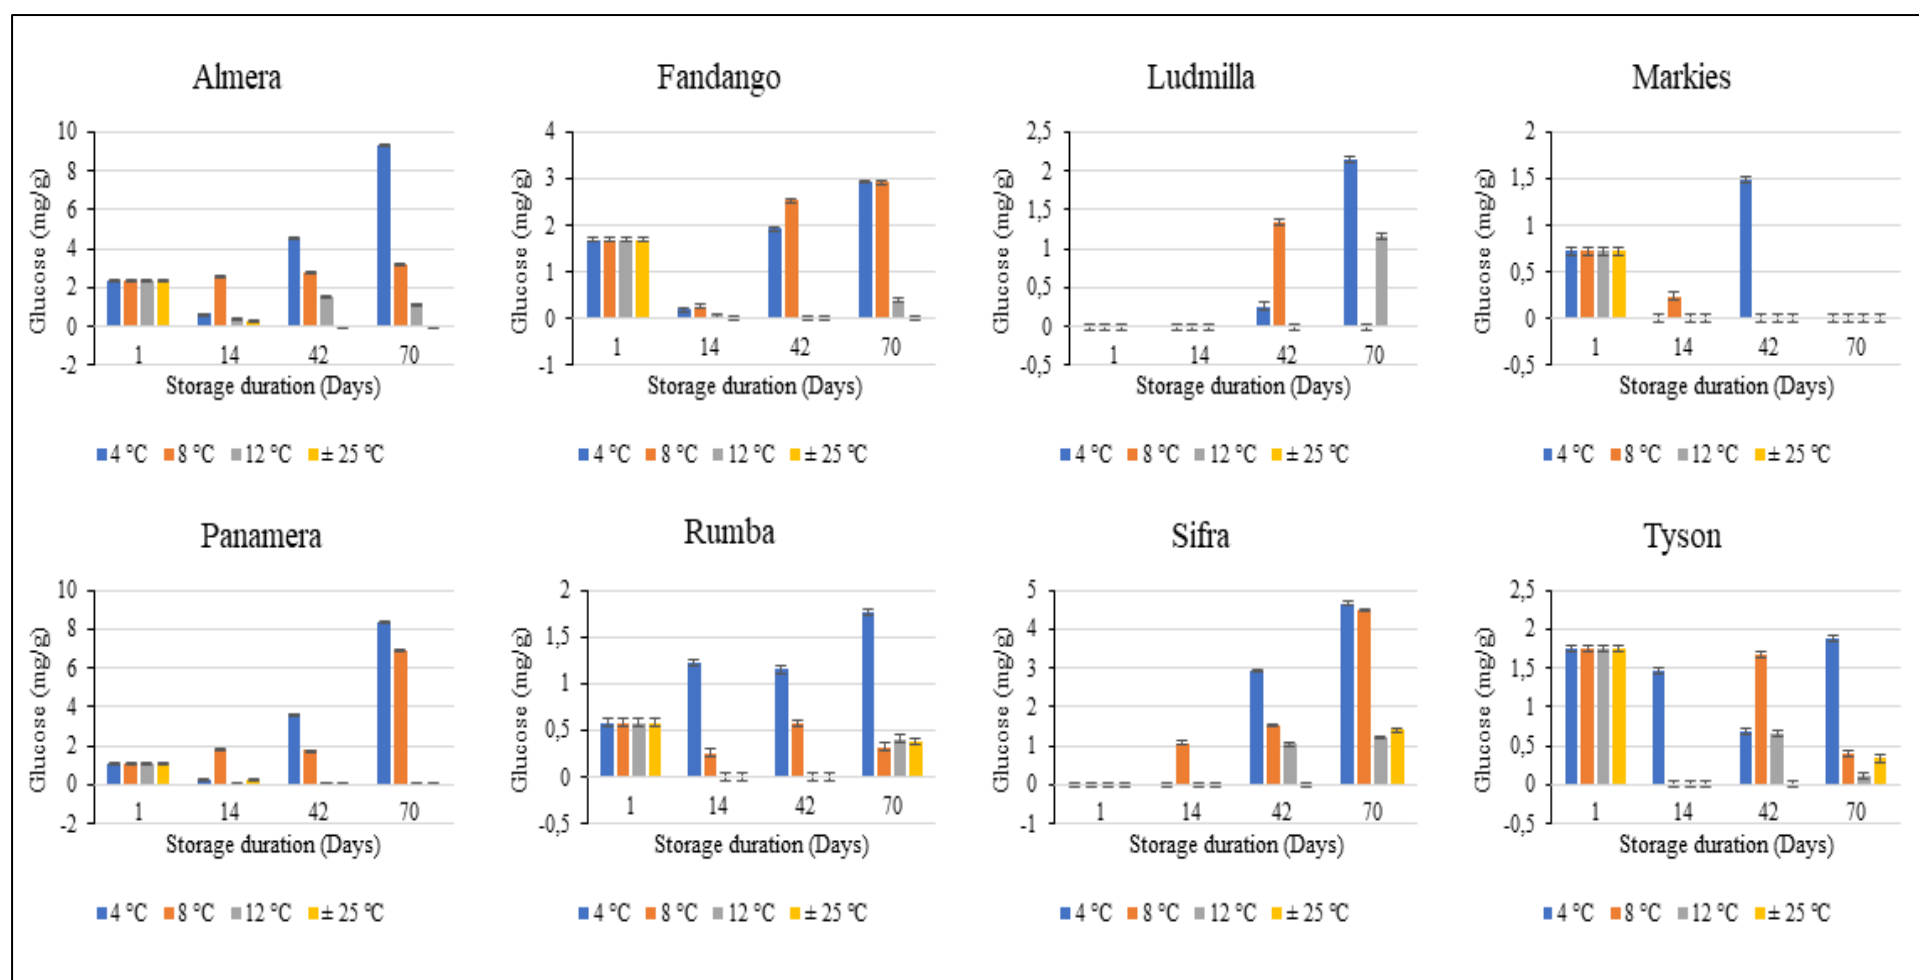 Almera
Glucose (mg/g)
10
8
6
4
2
0
-2
1 14 42 70
Storage duration (Days)
4 °C 8 °C 12 °C ± 25 °C
Fandango
Glucose (mg/g)
4
3
2
1
0
-1
1 14 42 70
Storage duration (Days)
4 °C 8 °C 12 °C ± 25 °C
Ludmilla
Glucose (mg/g)
2,5
2
1,5
1
0,5
0
-0,5
1 14 42 70
Storage duration (Days)
4 °C 8 °C 12 °C ± 25 °C
Markies
Glucose (mg/g)
2
1,5
1
0,5
0
-0,5
1 14 42 70
Storage duration (Days)
4 °C 8 °C 12 °C ± 25 °C
Panamera
Glucose (mg/g)
10
8
6
4
2
0
-2
1 14 42 70
Storage duration (Days)
4 °C 8 °C 12 °C ± 25 °C
Rumba
Glucose (mg/g)
2
1,5
1
0,5
0
-0,5
1 14 42 70
Storage duration (Days)
4 °C 8 °C 12 °C ± 25 °C
Sifra
Glucose (mg/g)
5
4
3
2
1
0
-1
1 14 42 70
Storage duration (Days)
4 °C 8 °C 12 °C ± 25 °C
Tyson
Glucose (mg/g)
2,5
2
1,5
1
0,5
0
-0,5
1 14 42 70
Storage duration (Days)
4 °C 8 °C 12 °C ± 25 °C